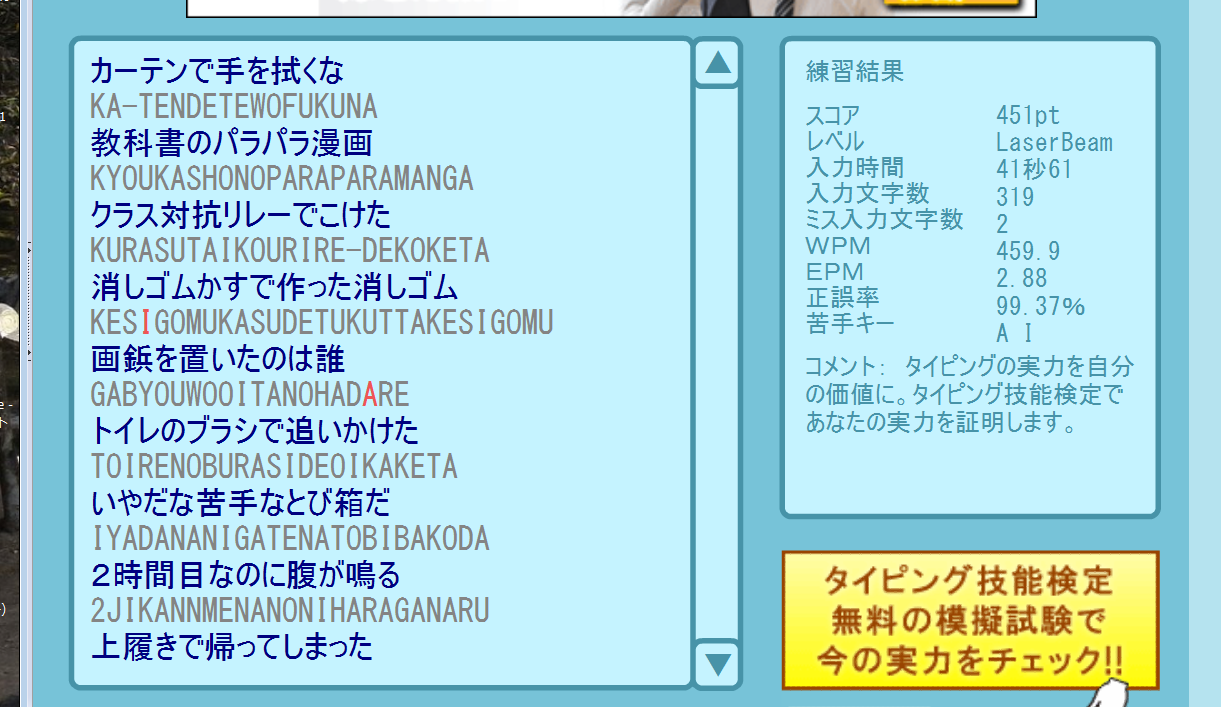 カーテンで手を拭くな
KA-TENDETEWOFUKUNA
教科書のパラパラ漫画
KYOUKASHONOPARAPARAMANGA
クラス対抗リレーでこけた
KURASUTAIKOURIRE-DEKOKETA
消しゴムかすで作った消しゴム
KESIGOMUKASUDETUKUTTAKESIGOMU
画鋲を置いたのは誰
GABYOUWOOITANOHADARE
トイレのブラシで追いかけた
TOIRENOBURASIDEOIKAKETA
いやだな苦手なとび箱だ
IYADANANIGATENATOBIBAKODA
２時間目なのに腹が鳴る
2JIKANNMENANONIHARAGANARU
上履きで帰ってしまった
練習結果
スコア 451pt
レベル LaserBeam
入力時間 41秒61
入力文字数 319
ミス入力文字数 2
WPM 459.9
EPM 2.88
正誤率 99.37%
苦手キー A I
コメント： タイピングの実力を自分
の価値に。タイピング技能検定で
あなたの実力を証明します。
タイピング技能検定
無料の模擬試験で
今の実力をチェック!!